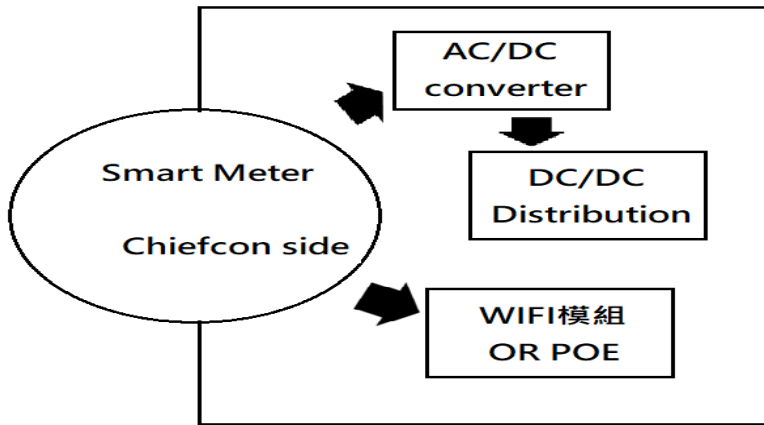 AC/DC
converter
Smart Meter
Chiefcon side
DC/DC
Distribution
WIFI模組
OR POE